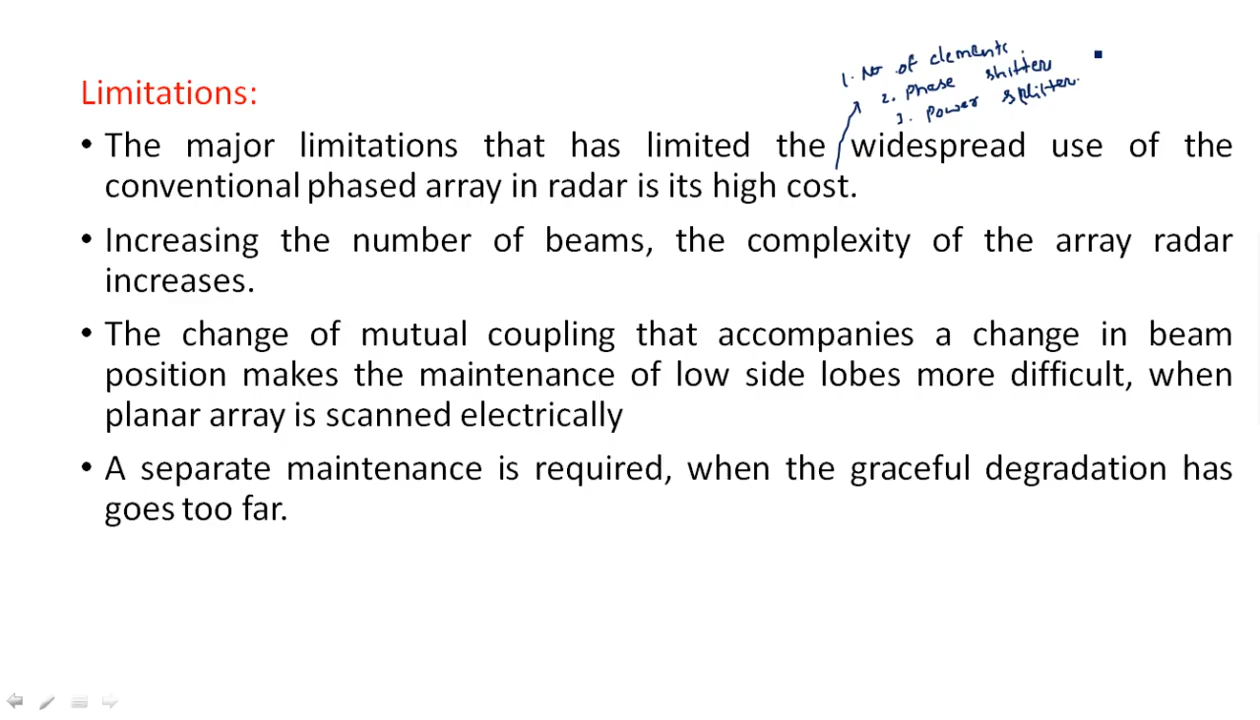 1. No of elements.
2. Phase shifter
3. Power splitter.
Limitations:
• The major limitations that has limited the widespread use of the
conventional phased array in radar is its high cost.
• Increasing the number of beams, the complexity of the array radar
increases.
• The change of mutual coupling that accompanies a change in beam
position makes the maintenance of low side lobes more difficult, when
planar array is scanned electrically
• A separate maintenance is required, when the graceful degradation has
goes too far.